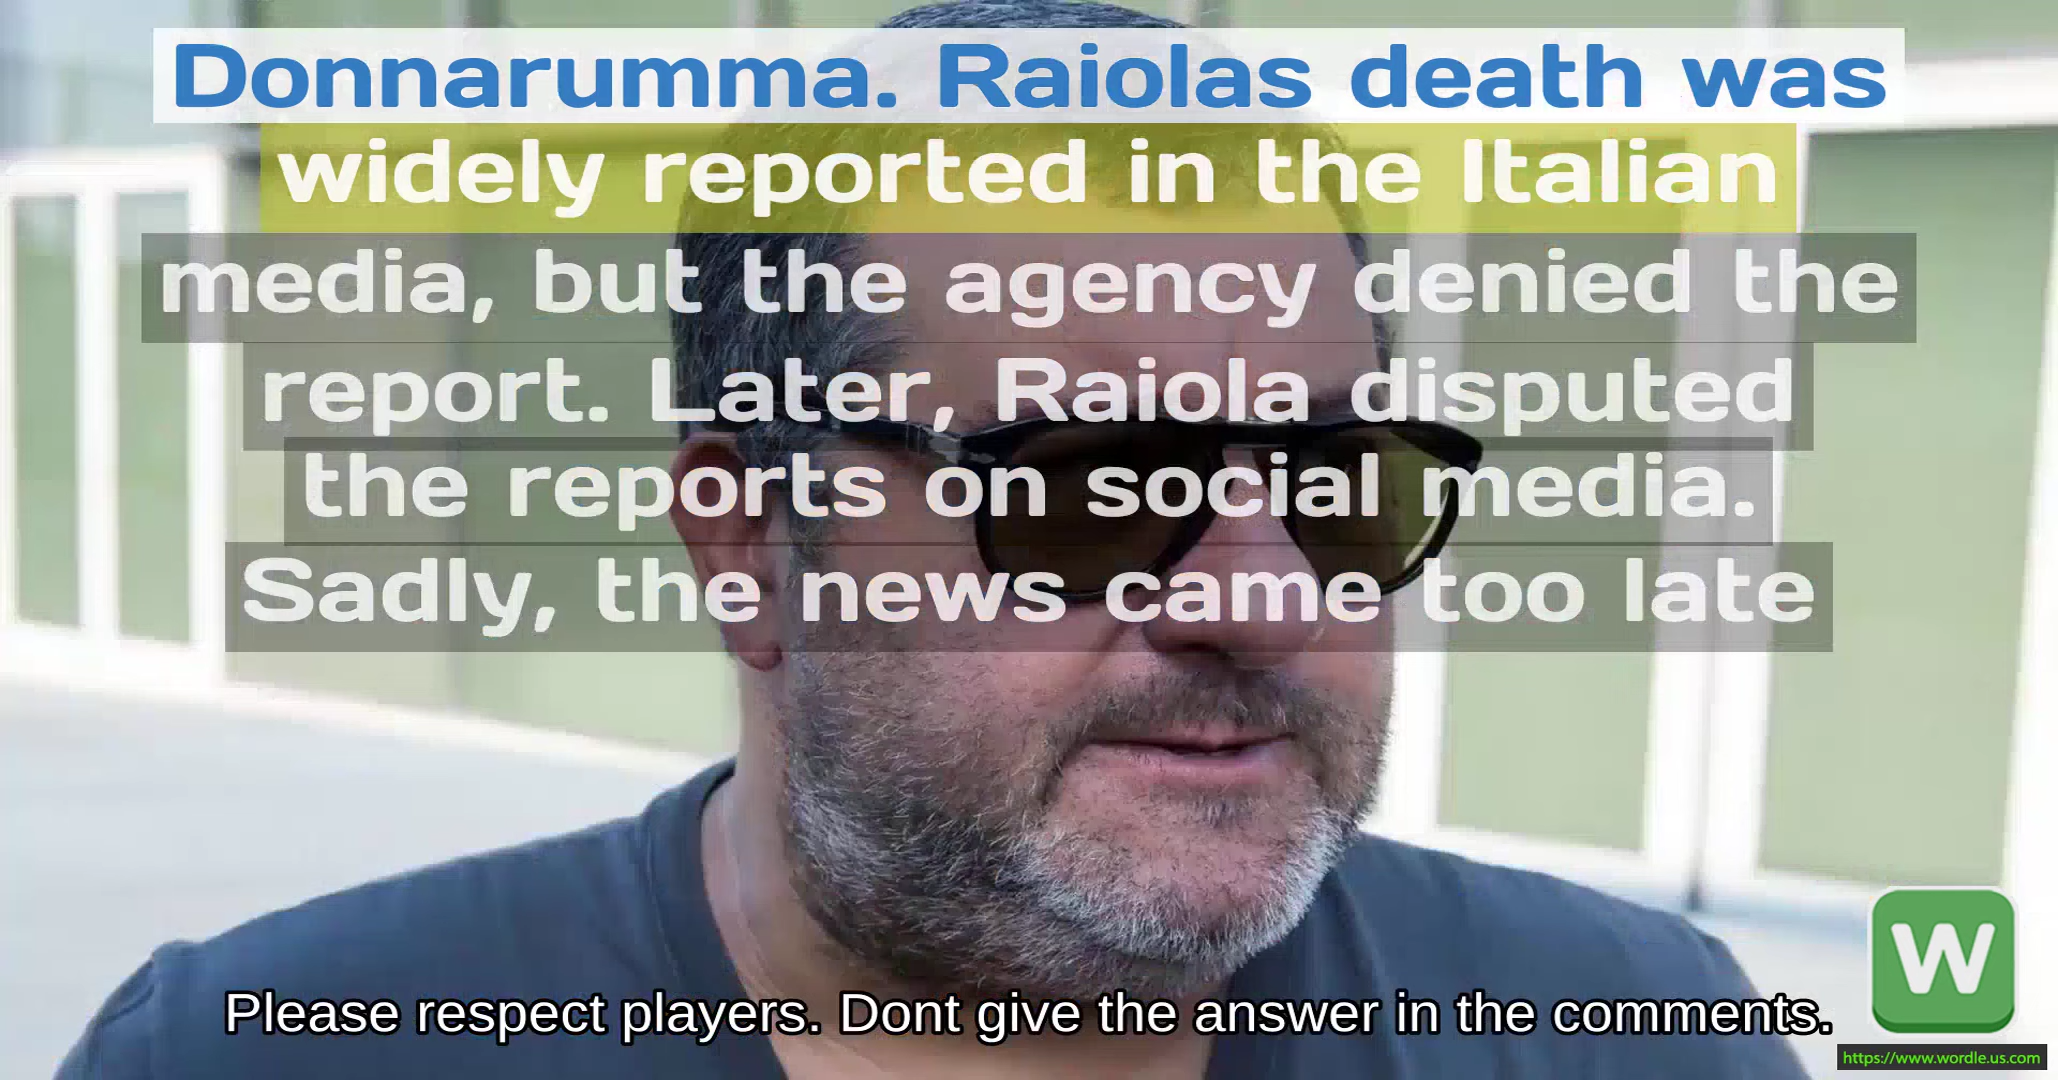 Donnarumma. Raiolas death was
widely reported in the Italian
media, but the agency denied the
report. Later, Raiola disputed
the reports on social media.
Sadly, the news came too late
Please respect players. Dont give the answer in the comments.
W
https://www.wordle.us.com